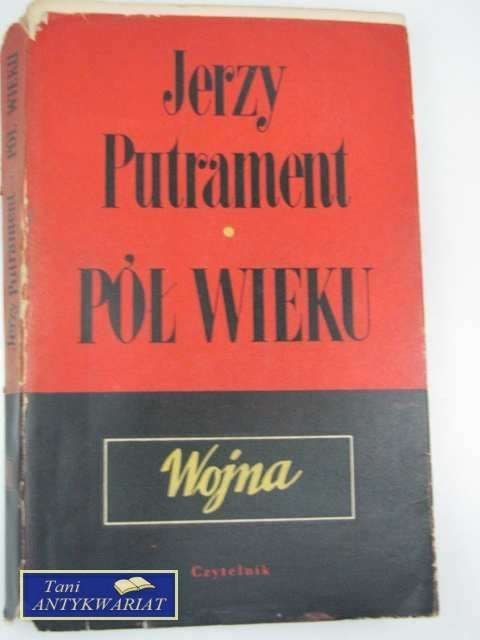 Jerzy
Putrament
PÓŁ WIEKU
Wojna
Czytelnik
Jerzy Putrament · PÓŁ WIEKU
Tani
ANTYKWARIAT